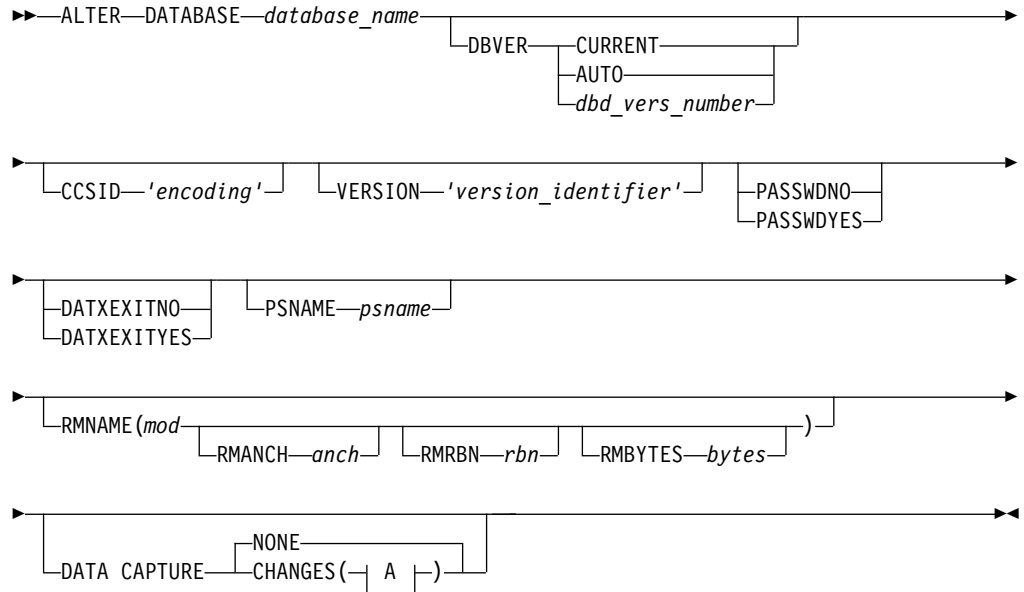 ALTER DATABASE database_name
DBVER CURRENT
AUTO
dbd_vers_number
CCSID 'encoding' VERSION 'version_identifier' PASSWDNO
PASSWDYES
DATXEXITNO PSNAME psname
DATXEXITYES
RMNAME(mod )
RMANCH anch RMRBN rbn RMBYTES bytes
NONE
DATA CAPTURE CHANGES( A )